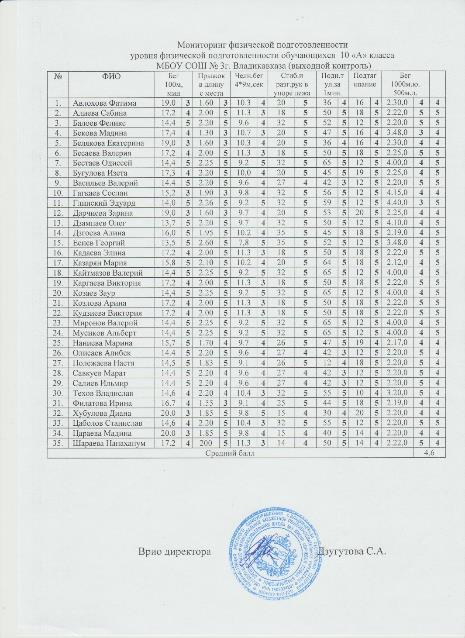 Мониторинг физической подготовленности
уровня физической подготовленности обучающихся 10 «А» класса
МБОУ СОШ № 3г. Владикавказа (выходной контроль)
№ ФИО Бег 100м, мин Прыжок в длину с места Челн.бег 4*9м,сек Сгиб.и разг.рук в упоре лежа Подн.т ул.за 1мин. Подтяг ивание Бег 1000м.ю. 500м.д.
1. Авлохова Фатима 19,0 3 1.60 3 10.3 4 20 5 36 4 16 4 2.30,0 4 4
2. Алаева Сабина 17,2 4 2.00 5 11.3 3 18 5 50 5 18 5 2.22,0 5 5
3. Балоев Феликс 14,4 5 2.20 5 9.6 4 32 5 52 5 12 5 2.20,0 5 5
4. Бекова Мадина 17,4 4 1.30 3 10.7 3 20 5 47 5 16 4 3.48,0 3 4
5. Белякова Екатерина 19,0 3 1.60 3 10.3 4 20 5 36 4 16 4 2.30,0 4 4
6. Бесаева Валерия 17,2 4 2.00 5 11.3 3 18 5 50 5 18 5 2.25,0 5 5
7. Бестаев Одиссей 14,4 5 2.25 5 9.2 5 32 5 65 5 12 5 4.00,0 4 5
8. Бугулова Изета 17,3 4 2.20 5 10.0 4 20 5 45 5 19 5 2.25,0 4 5
9. Васильев Валерий 14.4 5 2.20 5 9.6 4 27 4 42 3 12 5 2.20,0 5 5
10. Гатаев Сослан 15,2 3 1.90 3 9.8 4 32 5 56 5 12 5 4.15,0 4 4
11. Глинский Эдуард 14,0 5 2.26 5 9.2 5 32 5 59 5 12 5 4.40,0 3 5
12. Дарчиева Зарина 19,0 3 1.60 3 9.7 4 20 5 53 5 20 5 2.25,0 4 4
13. Дзампаев Олег 13,7 5 2.20 5 9.7 4 32 5 50 5 12 5 4.10,0 4 5
14. Догоева Алина 16,0 5 1.95 5 10.2 4 35 5 45 5 18 5 2.19,0 4 5
15. Георгий 13,5 5 2.60 5 7,8 5 35 5 52 5 12 5 3.48,0 4 5
16. Кадаева Элина 17.2 4 2.00 5 11.3 3 18 5 50 5 18 5 2.22,0 5 5
17. Казарян Мария 15,8 5 2.10 5 10.2 4 20 5 64 5 18 5 2.12,0 4 5
18. Кайтмазов Валерий 14,4 5 2.25 5 9.2 5 32 5 65 5 12 5 4.00,0 4 5
19. Каргаева Виктория 17,2 4 2.00 5 11.3 3 18 5 50 5 18 5 2.22,0 5 5
20. Козаев Заур 14,4 5 2.25 5 9.2 5 32 5 65 5 12 5 4.00,0 4 5
21. Козлова Арина 17,2 4 2.00 5 11.3 3 18 5 50 5 18 5 2.22,0 5 5
22. Кудзиева Виктория 17,2 4 2.00 5 11.3 3 18 5 50 5 18 5 2.22,0 5 5
23. Миронов Валерий 14,4 5 2.25 5 9.2 5 32 5 65 5 12 5 4.00,0 4 5
24. Мусиков Альберт 14,4 5 2.25 5 9.2 5 32 5 65 5 12 5 4.00,0 4 5
25. Наниева Марина 15,7 5 1.70 4 9.7 4 26 5 47 5 19 4 2.17,0 4 4
26. Олисаев Алибек 14,4 5 2.20 5 9.6 4 27 4 42 3 12 5 2.20,0 5 4
27. Полежаева Настя 14,5 5 1.83 5 9.1 4 26 5 12 4 18 5 2.20,0 5 4
28. Савкуев Марат 14.4 5 2.20 4 9.6 4 27 4 42 3 12 5 2.20,0 5 4
29. Салиев Ильмир 14.4 5 2.20 4 9.6 4 27 4 42 3 12 5 2.20,0 5 4
30. Техов Владислав 14,6 4 2.20 4 10.4 3 32 5 55 5 10 4 3.20,0 5 4
31. Филатова Ирина 16,7 4 1.55 3 9.1 4 25 5 44 5 18 5 2.19,0 4 4
32. Хубулова Диана 20.0 3 1.85 5 9.8 5 15 4 30 4 20 5 2.20,0 4 4
33. Цаболов Станислав 14,6 4 2.20 5 10.4 3 32 5 55 5 12 5 2.20,0 5 5
34. Цараева Мадина 20.0 3 1.85 5 9.8 4 15 4 40 5 14 4 2.20,0 4 4
35. Шараева Нанаханум 17,2 4 200 5 11.3 3 14 4 50 5 14 4 2.22,0 5 4
Средний балл 4,6
Врио директора Дзугутова С.А.